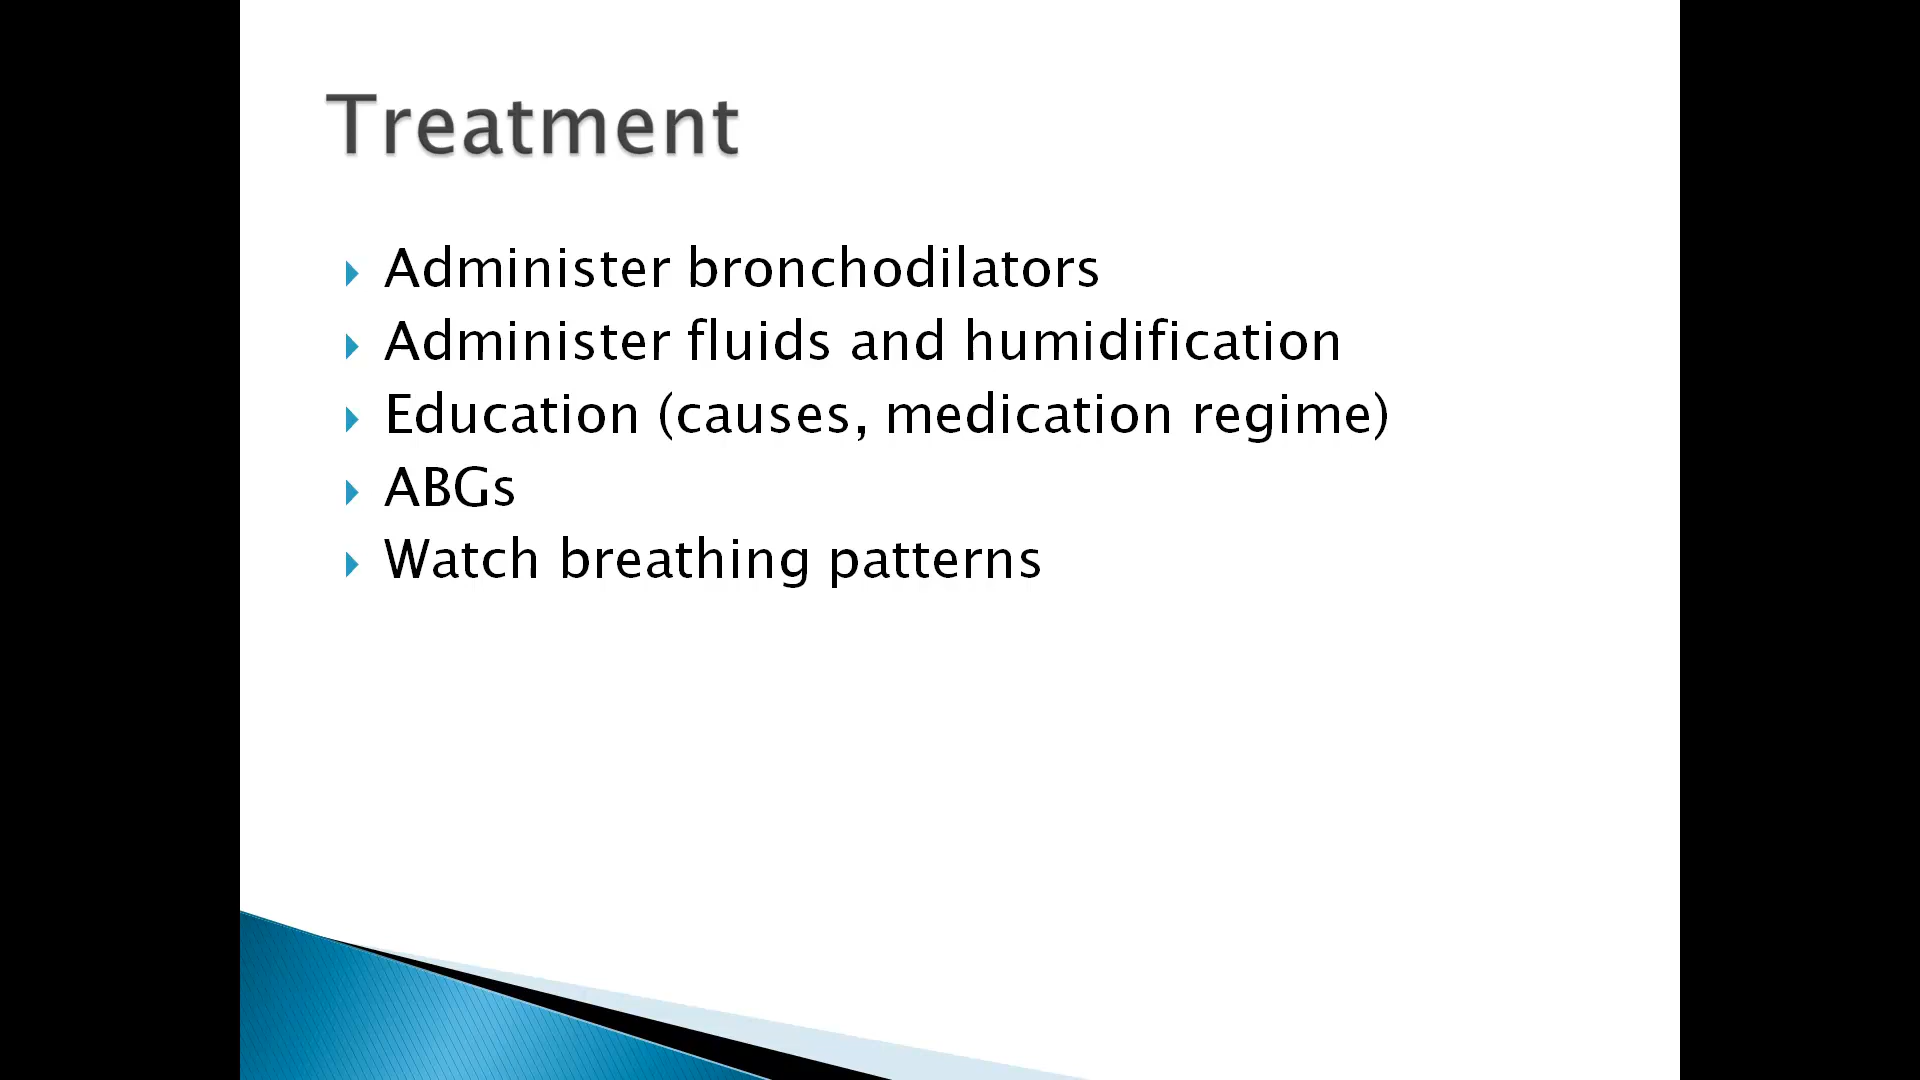 Treatment
Administer bronchodilators
Administer fluids and humidification
Education (causes, medication regime)
ABGs
Watch breathing patterns